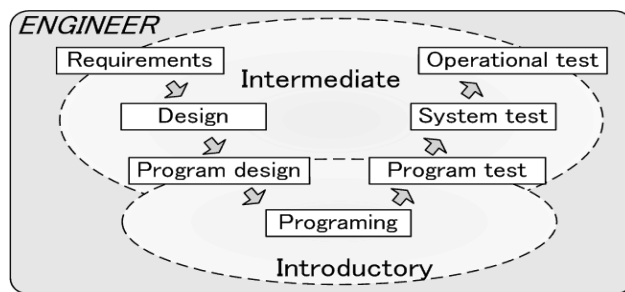 ENGINEER
Requirements
Operational test
Intermediate
Design
System test
Program design
Program test
Programing
Introductory